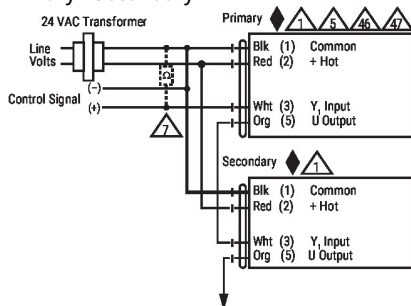 24 VAC Transformer
Line
Volts
Control Signal
(–)
(+)
Ω
7
Primary
1
5
46
47
Blk (1) Common
Red (2) + Hot
Wht (3) Y₁ Input
Org (5) U Output
Secondary
1
Blk (1) Common
Red (2) + Hot
Wht (3) Y₁ Input
Org (5) U Output